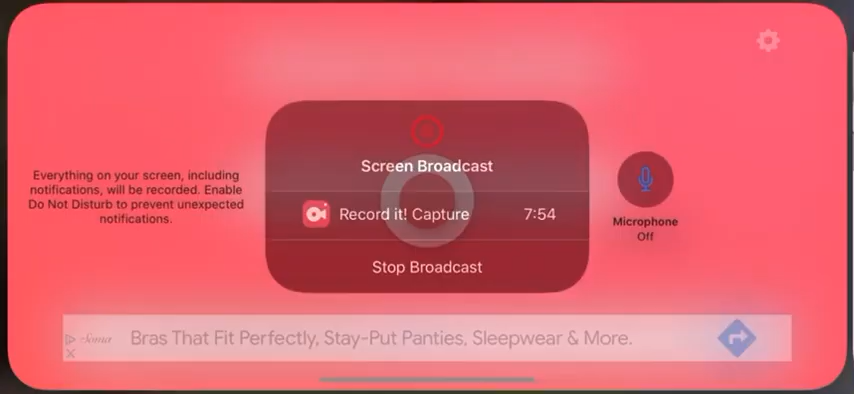 Everything on your screen, including
notifications, will be recorded. Enable
Do Not Disturb to prevent unexpected
notifications.
Screen Broadcast
Record it! Capture 7:54
Stop Broadcast
Microphone
Off
Soma Bras That Fit Perfectly, Stay-Put Panties, Sleepwear & More.